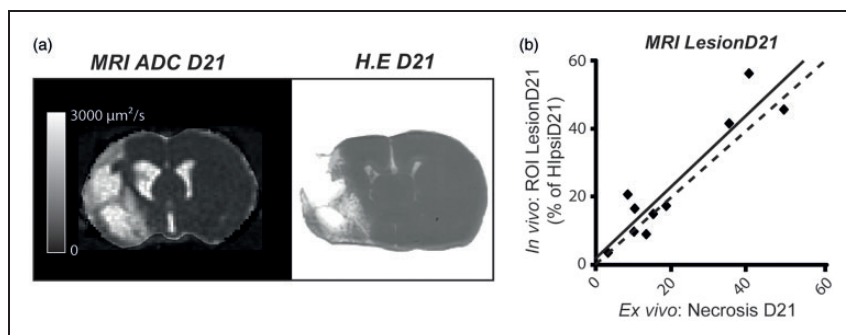 (a)
MRI ADC D21
H.E D21
3000 µm²/s
0
(b)
MRI LesionD21
In vivo: ROI LesionD21
(% of HIpsiD21)
60
40
20
0
0
20
40
60
Ex vivo: Necrosis D21